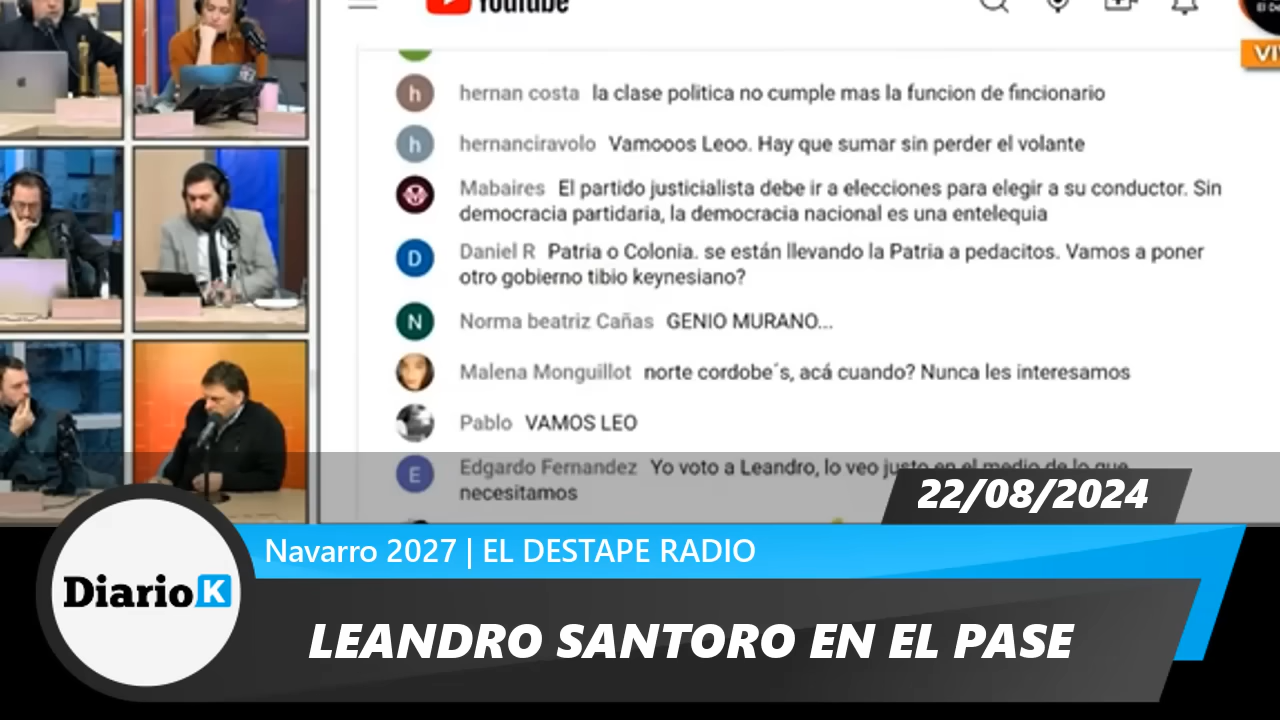 YouTube
El De
VI
hernan costa la clase politica no cumple mas la funcion de fincionario
hernanciravolo Vamooos Leoo. Hay que sumar sin perder el volante
Mabaires El partido justicialista debe ir a elecciones para elegir a su conductor. Sin
democracia partidaria, la democracia nacional es una entelequia
Daniel R Patria o Colonia. se están llevando la Patria a pedacitos. Vamos a poner
otro gobierno tibio keynesiano?
Norma beatriz Cañas GENIO MURANO...
Malena Monguillot norte cordobe´s, acá cuando? Nunca les interesamos
Pablo VAMOS LEO
Edgardo Fernandez Yo voto a Leandro, lo veo justo en el medio de lo que
necesitamos
h
h
D
N
E
22/08/2024
Navarro 2027 | EL DESTAPE RADIO
DiarioK
LEANDRO SANTORO EN EL PASE